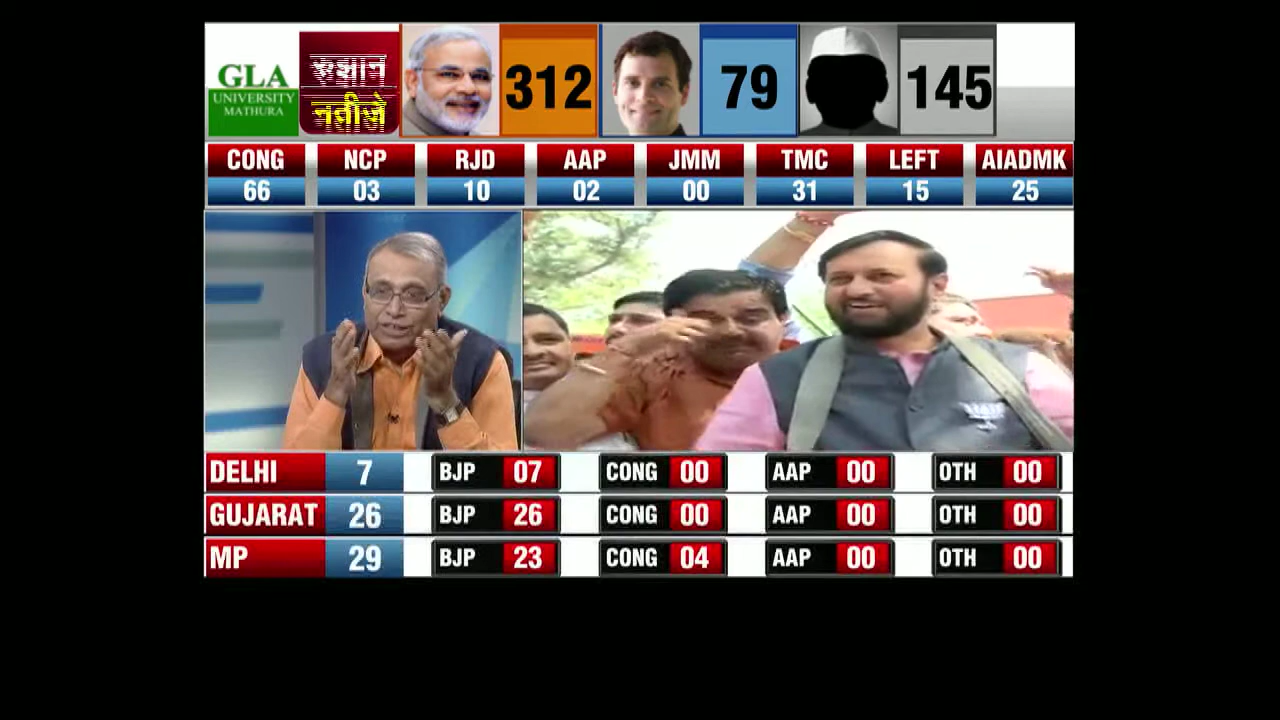 GLA
UNIVERSITY
MATHURA
रुझान
नतीजे
312
79
145
CONG NCP RJD AAP JMM TMC LEFT AIADMK
66 03 10 02 00 31 15 25
DELHI 7 BJP 07 CONG 00 AAP 00 OTH 00
GUJARAT 26 BJP 26 CONG 00 AAP 00 OTH 00
MP 29 BJP 23 CONG 04 AAP 00 OTH 00